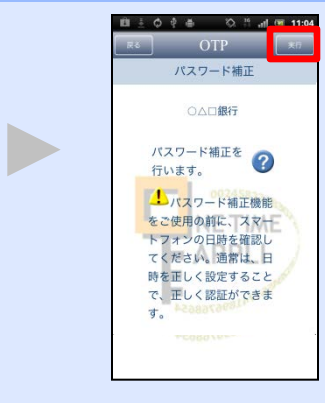 11:04
戻る
OTP
実行
パスワード補正
○△□銀行
パスワード補正を
行います。
パスワード補正機能
をご使用の前に、スマー
トフォンの日時を確認し
てください。通常は、日
時を正しく設定すること
で、正しく認証ができま
す。